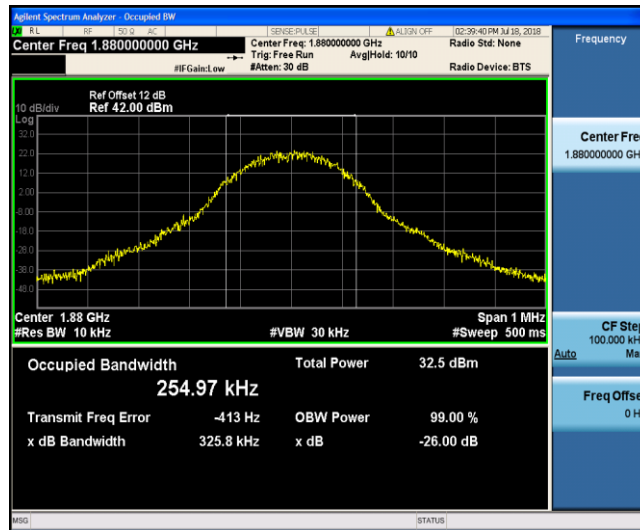 Agilent Spectrum Analyzer - Occupied BW
RL RF 50 Ω AC SENSE:PULSE ALIGN OFF 02:39:40 PM Jul 18, 2018
Center Freq 1.880000000 GHz
Center Freq: 1.880000000 GHz
Radio Std: None
Trig: Free Run Avg|Hold: 10/10
#IFGain:Low
#Atten: 30 dB
Radio Device: BTS
Frequency
Ref Offset 12 dB
10 dB/div Ref 42.00 dBm
Log
32.0
22.0
12.0
2.00
-8.00
-18.0
-28.0
-38.0
-48.0
Center 1.88 GHz Span 1 MHz
#Res BW 10 kHz #VBW 30 kHz #Sweep 500 ms
Occupied Bandwidth Total Power 32.5 dBm
254.97 kHz
Transmit Freq Error -413 Hz OBW Power 99.00 %
x dB Bandwidth 325.8 kHz x dB -26.00 dB
Center Fre
1.880000000 GH
CF Step
100.000 kH
Auto Ma
Freq Offse
0 H
MSG STATUS